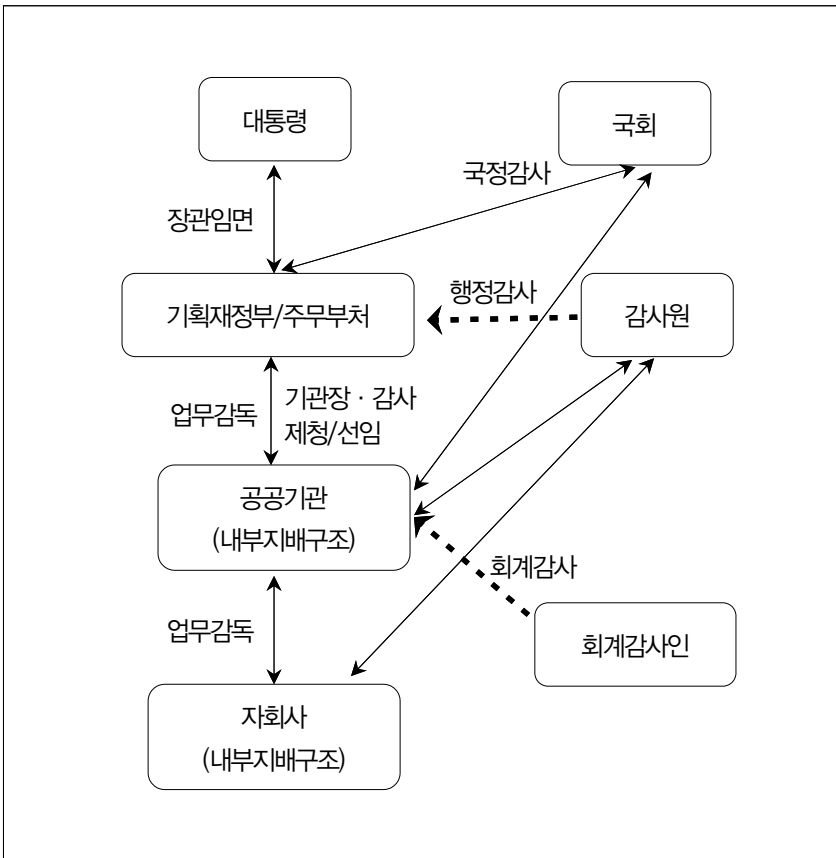 대통령
국회
국정감사
장관임면
기획재정부/주무부처
행정감사
감사원
업무감독
기관장 · 감사
제청/선임
공공기관
(내부지배구조)
회계감사
업무감독
회계감사인
자회사
(내부지배구조)